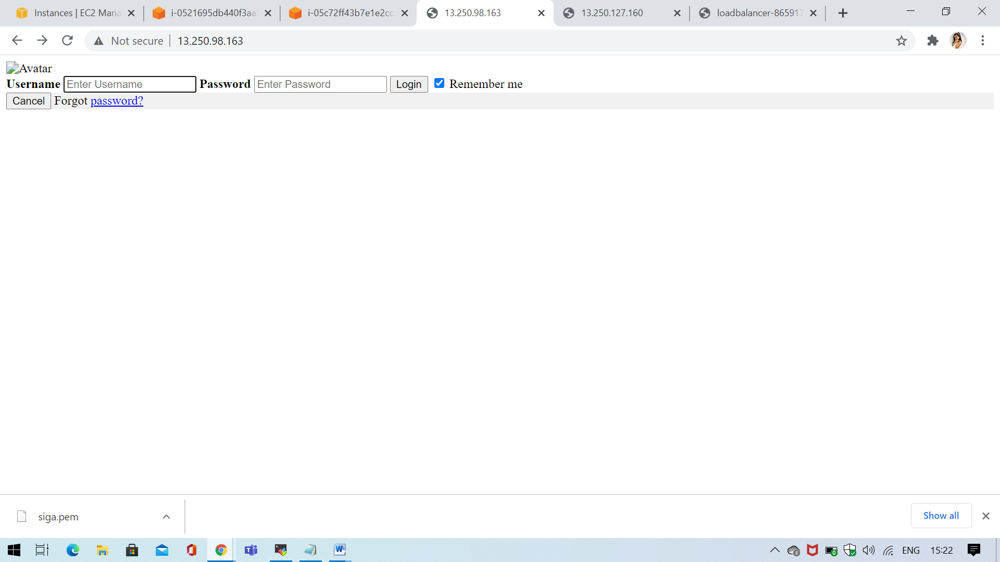 Instances | EC2 Mana
i-0521695db440f3aa
i-05c72ff43b7e1e2cc
13.250.98.163
13.250.127.160
loadbalancer-865917
Not secure
13.250.98.163
Avatar
Username Enter Username Password Enter Password Login Remember me
Cancel Forgot password?
siga.pem
Show all
ENG 15:22